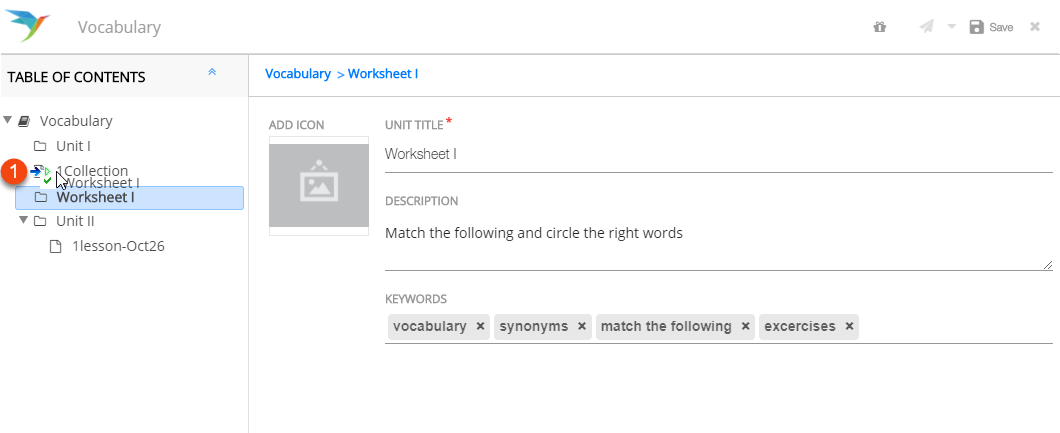 Vocabulary
Save
TABLE OF CONTENTS
Vocabulary > Worksheet I
Vocabulary
Unit I
1
1Collection
Worksheet I
Worksheet I
Unit II
1lesson-Oct26
ADD ICON
UNIT TITLE *
Worksheet I
DESCRIPTION
Match the following and circle the right words
KEYWORDS
vocabulary × synonyms × match the following × excercises ×